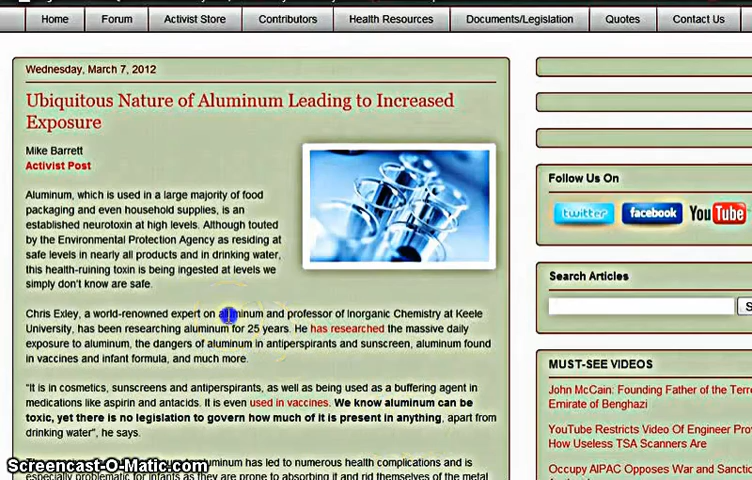 Home Forum Activist Store Contributors Health Resources Documents/Legislation Quotes Contact Us
Wednesday, March 7, 2012
Ubiquitous Nature of Aluminum Leading to Increased
Exposure
Mike Barrett
Activist Post
Aluminum, which is used in a large majority of food
packaging and even household supplies, is an
established neurotoxin at high levels. Although touted
by the Environmental Protection Agency as residing at
safe levels in nearly all products and in drinking water,
this health-ruining toxin is being ingested at levels we
simply don't know are safe.
Chris Exley, a world-renowned expert on aluminum and professor of Inorganic Chemistry at Keele
University, has been researching aluminum for 25 years. He has researched the massive daily
exposure to aluminum, the dangers of aluminum in antiperspirants and sunscreen, aluminum found
in vaccines and infant formula, and much more.
"It is in cosmetics, sunscreens and antiperspirants, as well as being used as a buffering agent in
medications like aspirin and antacids. It is even used in vaccines. We know aluminum can be
toxic, yet there is no legislation to govern how much of it is present in anything, apart from
drinking water", he says.
aluminum has led to numerous health complications and is
especially problematic for infants as they are prone to absorbing it and rid themselves of the metal
Screencast-O-Matic.com
Follow Us On
twitter facebook YouTube
Search Articles
S
MUST-SEE VIDEOS
John McCain: Founding Father of the Terr
Emirate of Benghazi
YouTube Restricts Video Of Engineer Prov
How Useless TSA Scanners Are
Occupy AIPAC Opposes War and Sanction